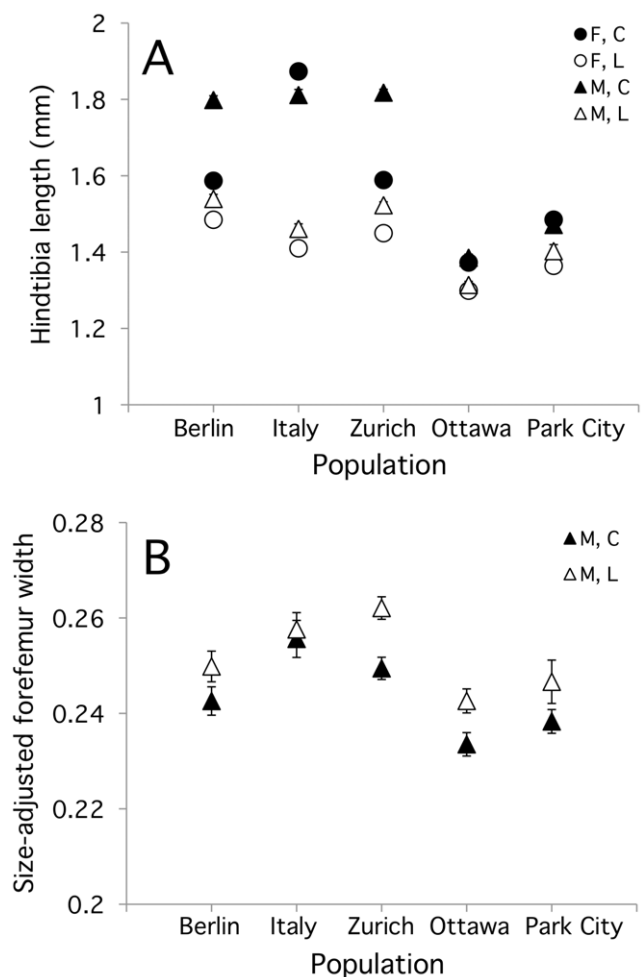 A
Hindtibia length (mm)
2
1.8
1.6
1.4
1.2
1
F, C
F, L
M, C
M, L
Berlin Italy Zurich Ottawa Park City
Population
B
Size-adjusted forefemur width
0.28
0.26
0.24
0.22
0.2
M, C
M, L
Berlin Italy Zurich Ottawa Park City
Population